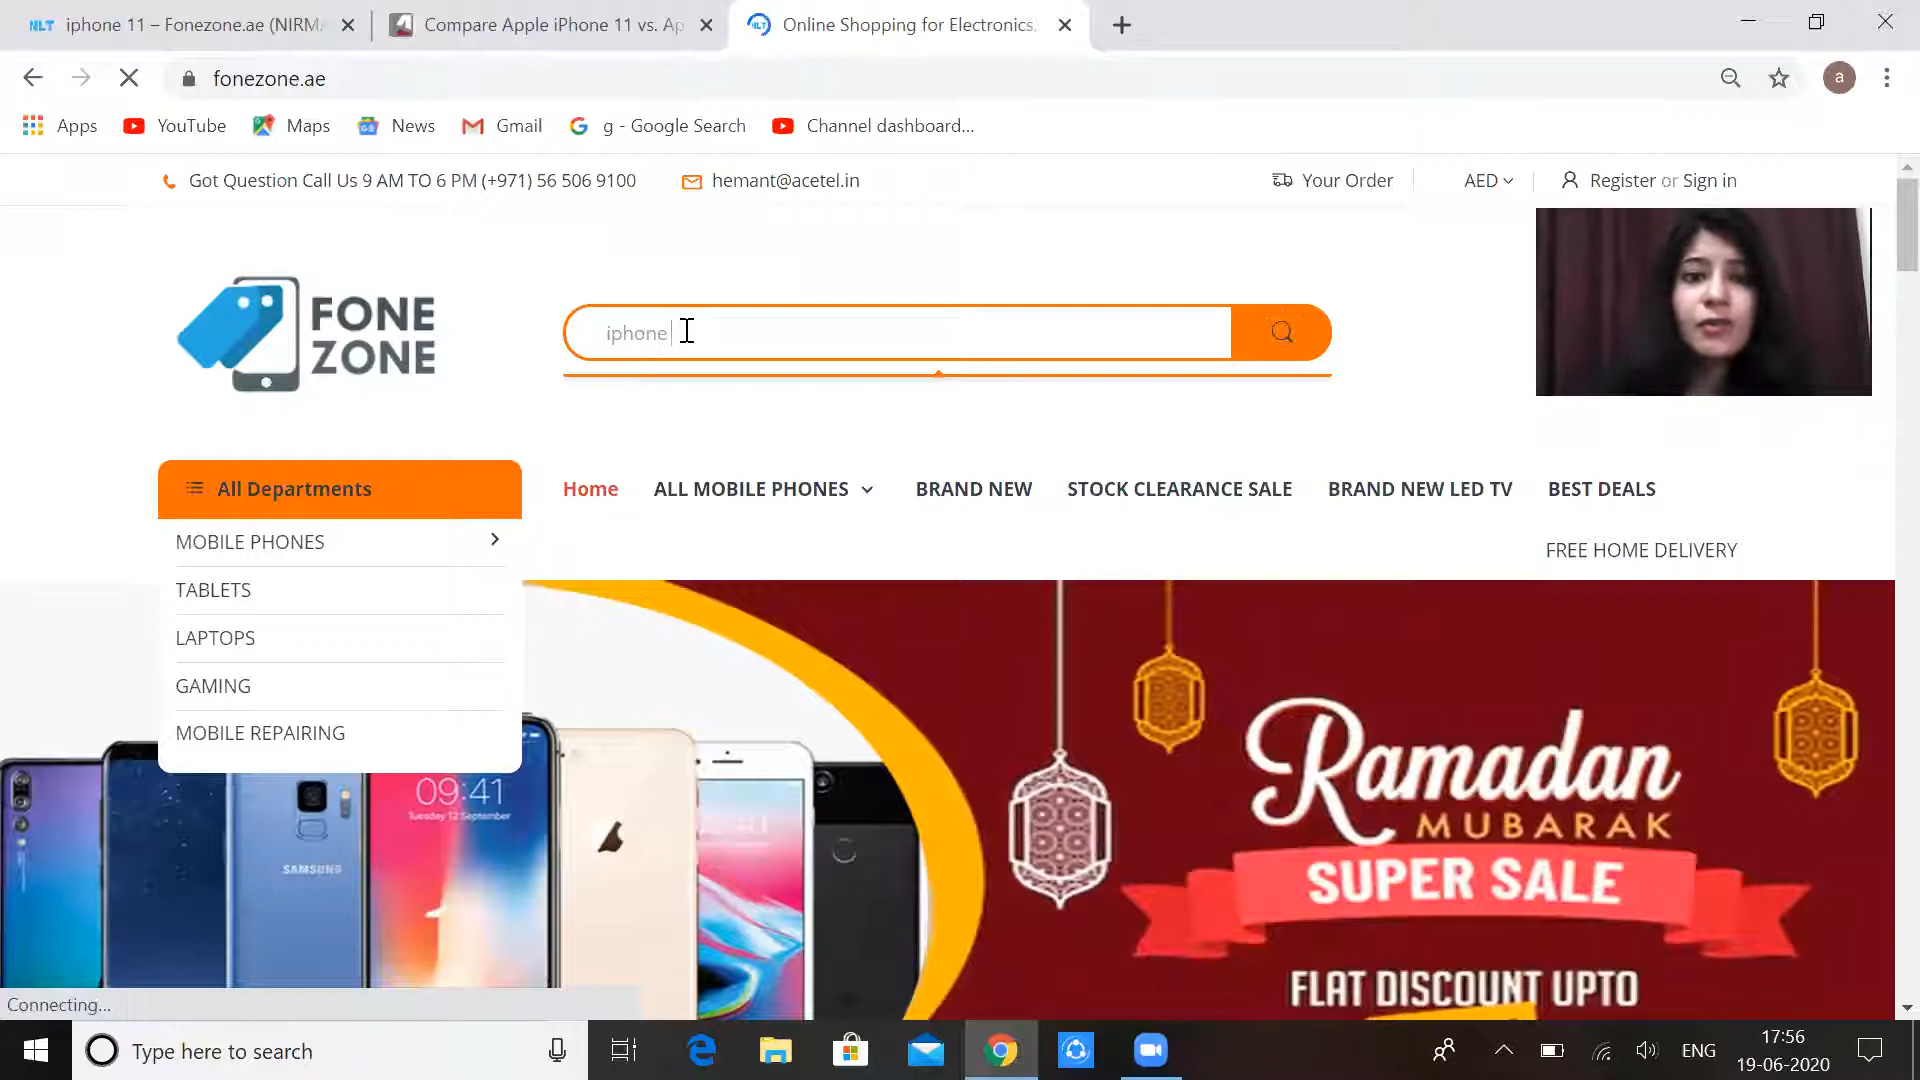 NLT iphone 11 – Fonezone.ae (NIRMA
Compare Apple iPhone 11 vs. Ap
Online Shopping for Electronics,
fonezone.ae
a
Apps
YouTube
Maps
News
Gmail
g - Google Search
Channel dashboard...
Got Question Call Us 9 AM TO 6 PM (+971) 56 506 9100
hemant@acetel.in
Your Order
AED
Register or Sign in
FONE
ZONE
iphone
All Departments
Home
ALL MOBILE PHONES
BRAND NEW
STOCK CLEARANCE SALE
BRAND NEW LED TV
BEST DEALS
FREE HOME DELIVERY
MOBILE PHONES
TABLETS
LAPTOPS
GAMING
MOBILE REPAIRING
SAMSUNG
09:41
Tuesday 12 September
Ramadan
MUBARAK
SUPER SALE
FLAT DISCOUNT UPTO
Connecting...
Type here to search
ENG
17:56
19-06-2020